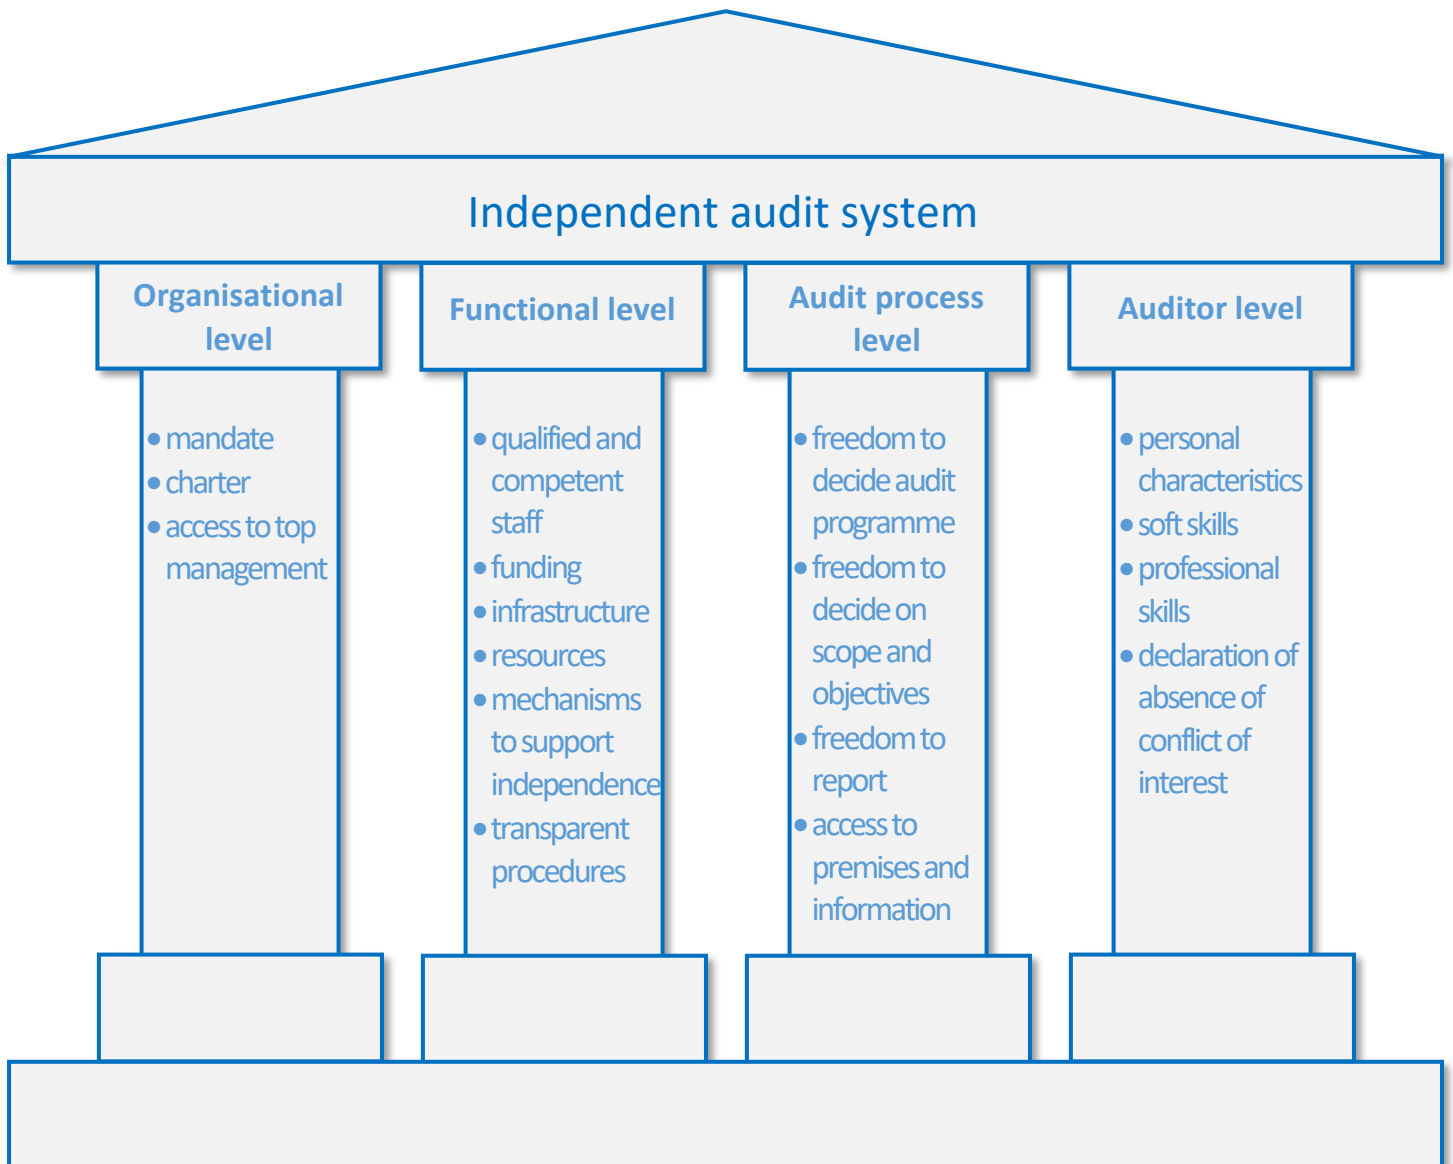 Independent audit system
Organisational
level
• mandate
• charter
• access to top
management
Functional level
• qualified and
competent
staff
• funding
• infrastructure
• resources
• mechanisms
to support
independence
• transparent
procedures
Audit process
level
• freedom to
decide audit
programme
• freedom to
decide on
scope and
objectives
• freedom to
report
• access to
premises and
information
Auditor level
• personal
characteristics
• soft skills
• professional
skills
• declaration of
absence of
conflict of
interest